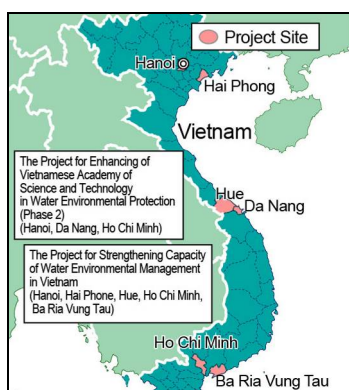 Project Site
Hanoi
Hai Phong
Vietnam
The Project for Enhancing of
Vietnamese Academy of
Science and Technology
in Water Environmental Protection
(Phase 2)
(Hanoi, Da Nang, Ho Chi Minh)
Hue
Da Nang
The Project for Strengthening Capacity
of Water Environmental Management
in Vietnam
(Hanoi, Hai Phone, Hue, Ho Chi Minh,
Ba Ria Vung Tau)
Ho Chi Minh
Ba Ria Vung Tau